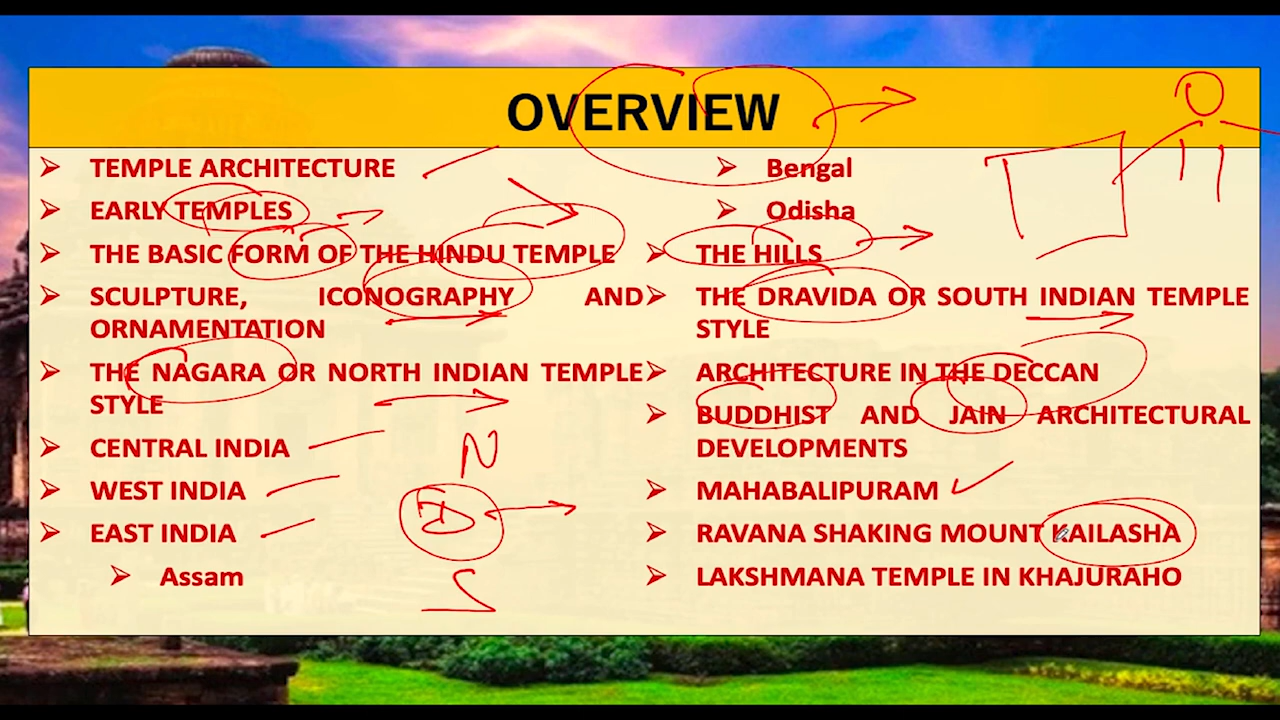 OVERVIEW
➢ TEMPLE ARCHITECTURE
➢ EARLY TEMPLES
➢ THE BASIC FORM OF THE HINDU TEMPLE
➢ SCULPTURE, ICONOGRAPHY AND
ORNAMENTATION
➢ THE NAGARA OR NORTH INDIAN TEMPLE
STYLE
➢ CENTRAL INDIA
➢ WEST INDIA
➢ EAST INDIA
➢ Assam
➢ Bengal
➢ Odisha
➢ THE HILLS
➢ THE DRAVIDA OR SOUTH INDIAN TEMPLE
STYLE
➢ ARCHITECTURE IN THE DECCAN
➢ BUDDHIST AND JAIN ARCHITECTURAL
DEVELOPMENTS
➢ MAHABALIPURAM
➢ RAVANA SHAKING MOUNT KAILASHA
➢ LAKSHMANA TEMPLE IN KHAJURAHO
N
D